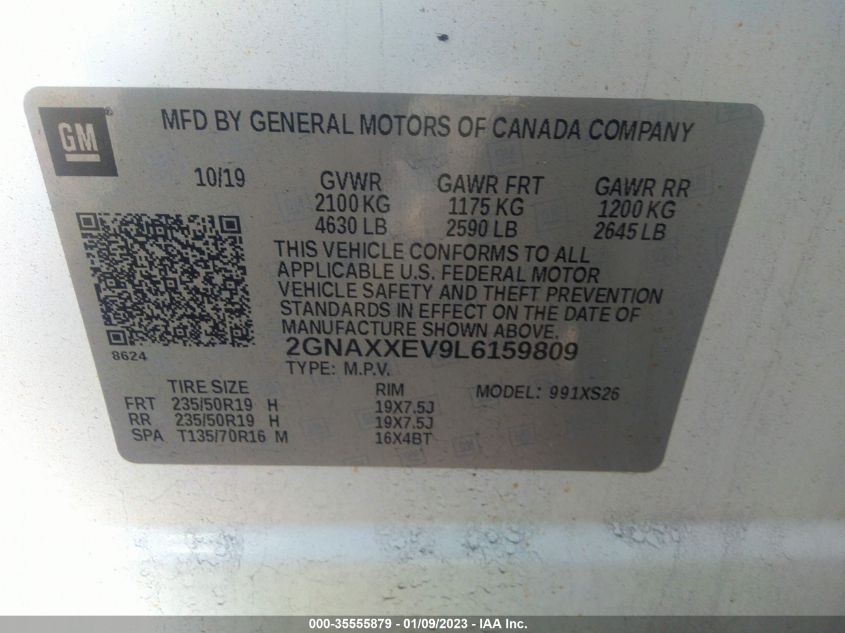 GM ®
MFD BY GENERAL MOTORS OF CANADA COMPANY
10/19 GVWR GAWR FRT GAWR RR
2100 KG 1175 KG 1200 KG
4630 LB 2590 LB 2645 LB
THIS VEHICLE CONFORMS TO ALL
APPLICABLE U.S. FEDERAL MOTOR
VEHICLE SAFETY AND THEFT PREVENTION
STANDARDS IN EFFECT ON THE DATE OF
MANUFACTURE SHOWN ABOVE.
8624 2GNAXXEV9L6159809
TYPE: M.P.V.
TIRE SIZE RIM MODEL: 991XS26
FRT 235/50R19 H 19X7.5J
RR 235/50R19 H 19X7.5J
SPA T135/70R16 M 16X4BT
000-35555879 - 01/09/2023 - IAA Inc.